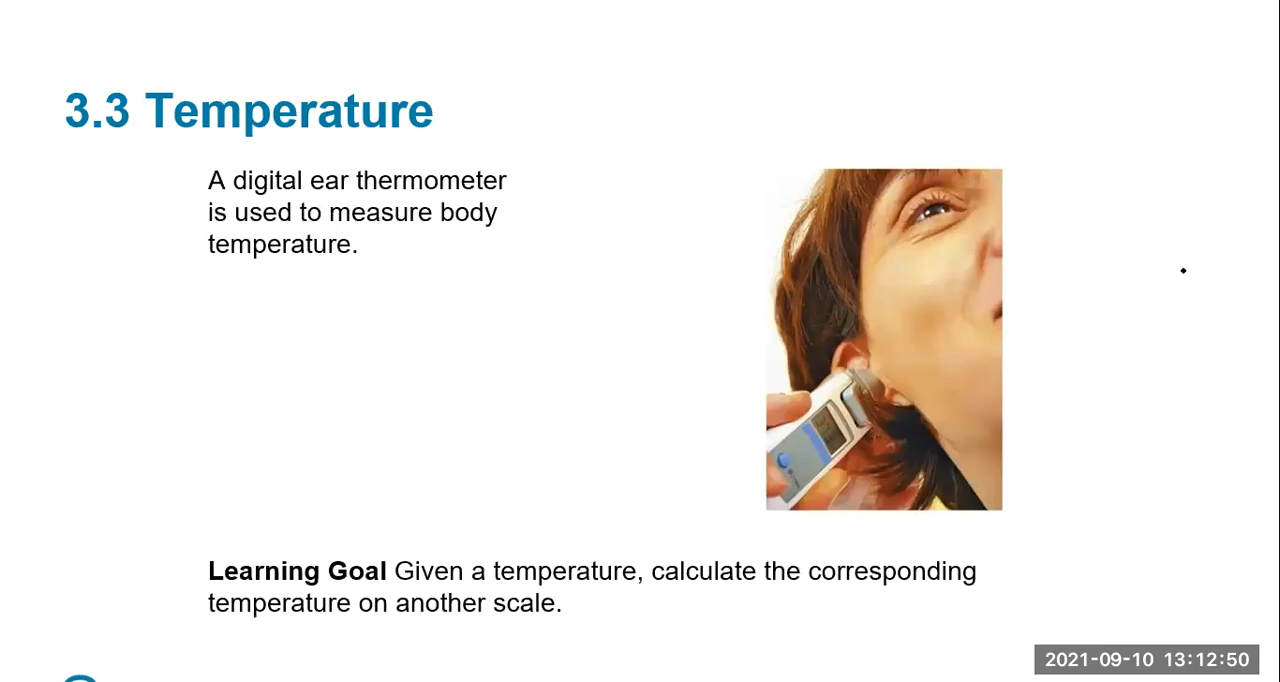 3.3 Temperature
A digital ear thermometer
is used to measure body
temperature.
Learning Goal Given a temperature, calculate the corresponding
temperature on another scale.
2021-09-10 13:12:50